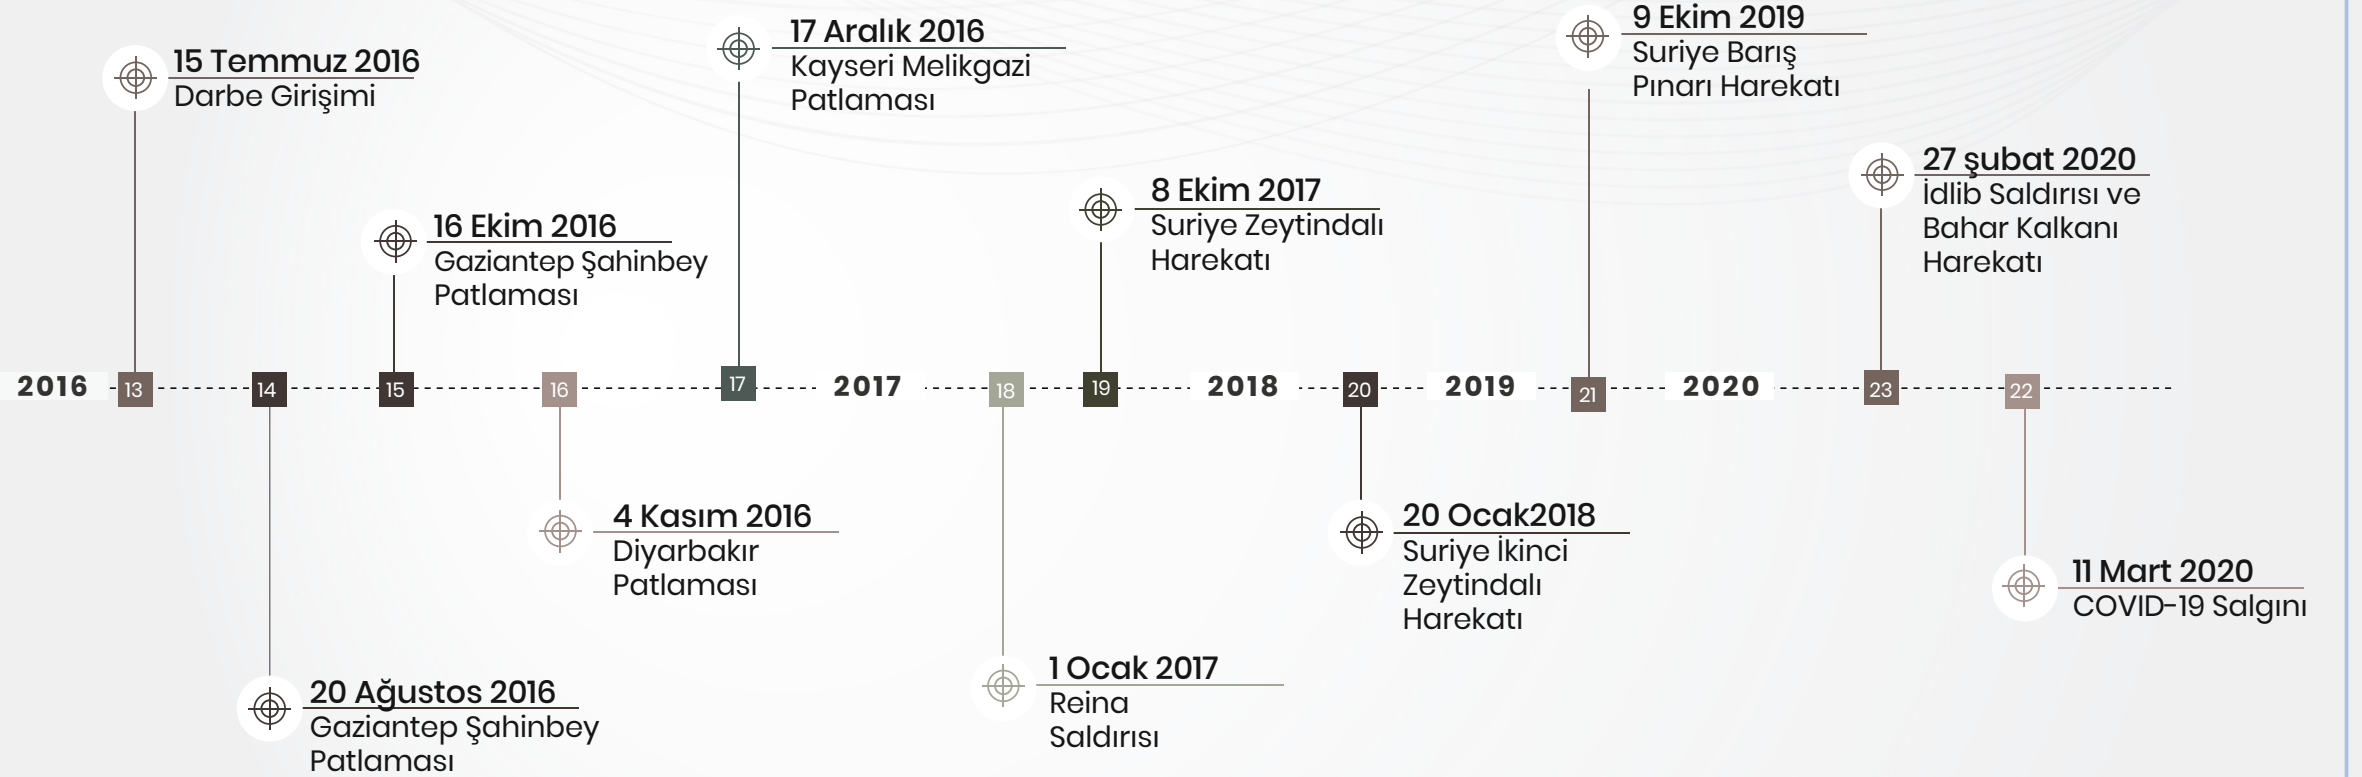 15 Temmuz 2016
Darbe Girişimi
17 Aralık 2016
Kayseri Melikgazi
Patlaması
9 Ekim 2019
Suriye Barış
Pınarı Harekatı
16 Ekim 2016
Gaziantep Şahinbey
Patlaması
8 Ekim 2017
Suriye Zeytindalı
Harekatı
27 şubat 2020
İdlib Saldırısı ve
Bahar Kalkanı
Harekatı
2016 13 14 15 16 17 2017 18 19 2018 20 2019 21 2020 23 22
20 Ağustos 2016
Gaziantep Şahinbey
Patlaması
4 Kasım 2016
Diyarbakır
Patlaması
1 Ocak 2017
Reina
Saldırısı
20 Ocak2018
Suriye İkinci
Zeytindalı
Harekatı
11 Mart 2020
COVID-19 Salgını